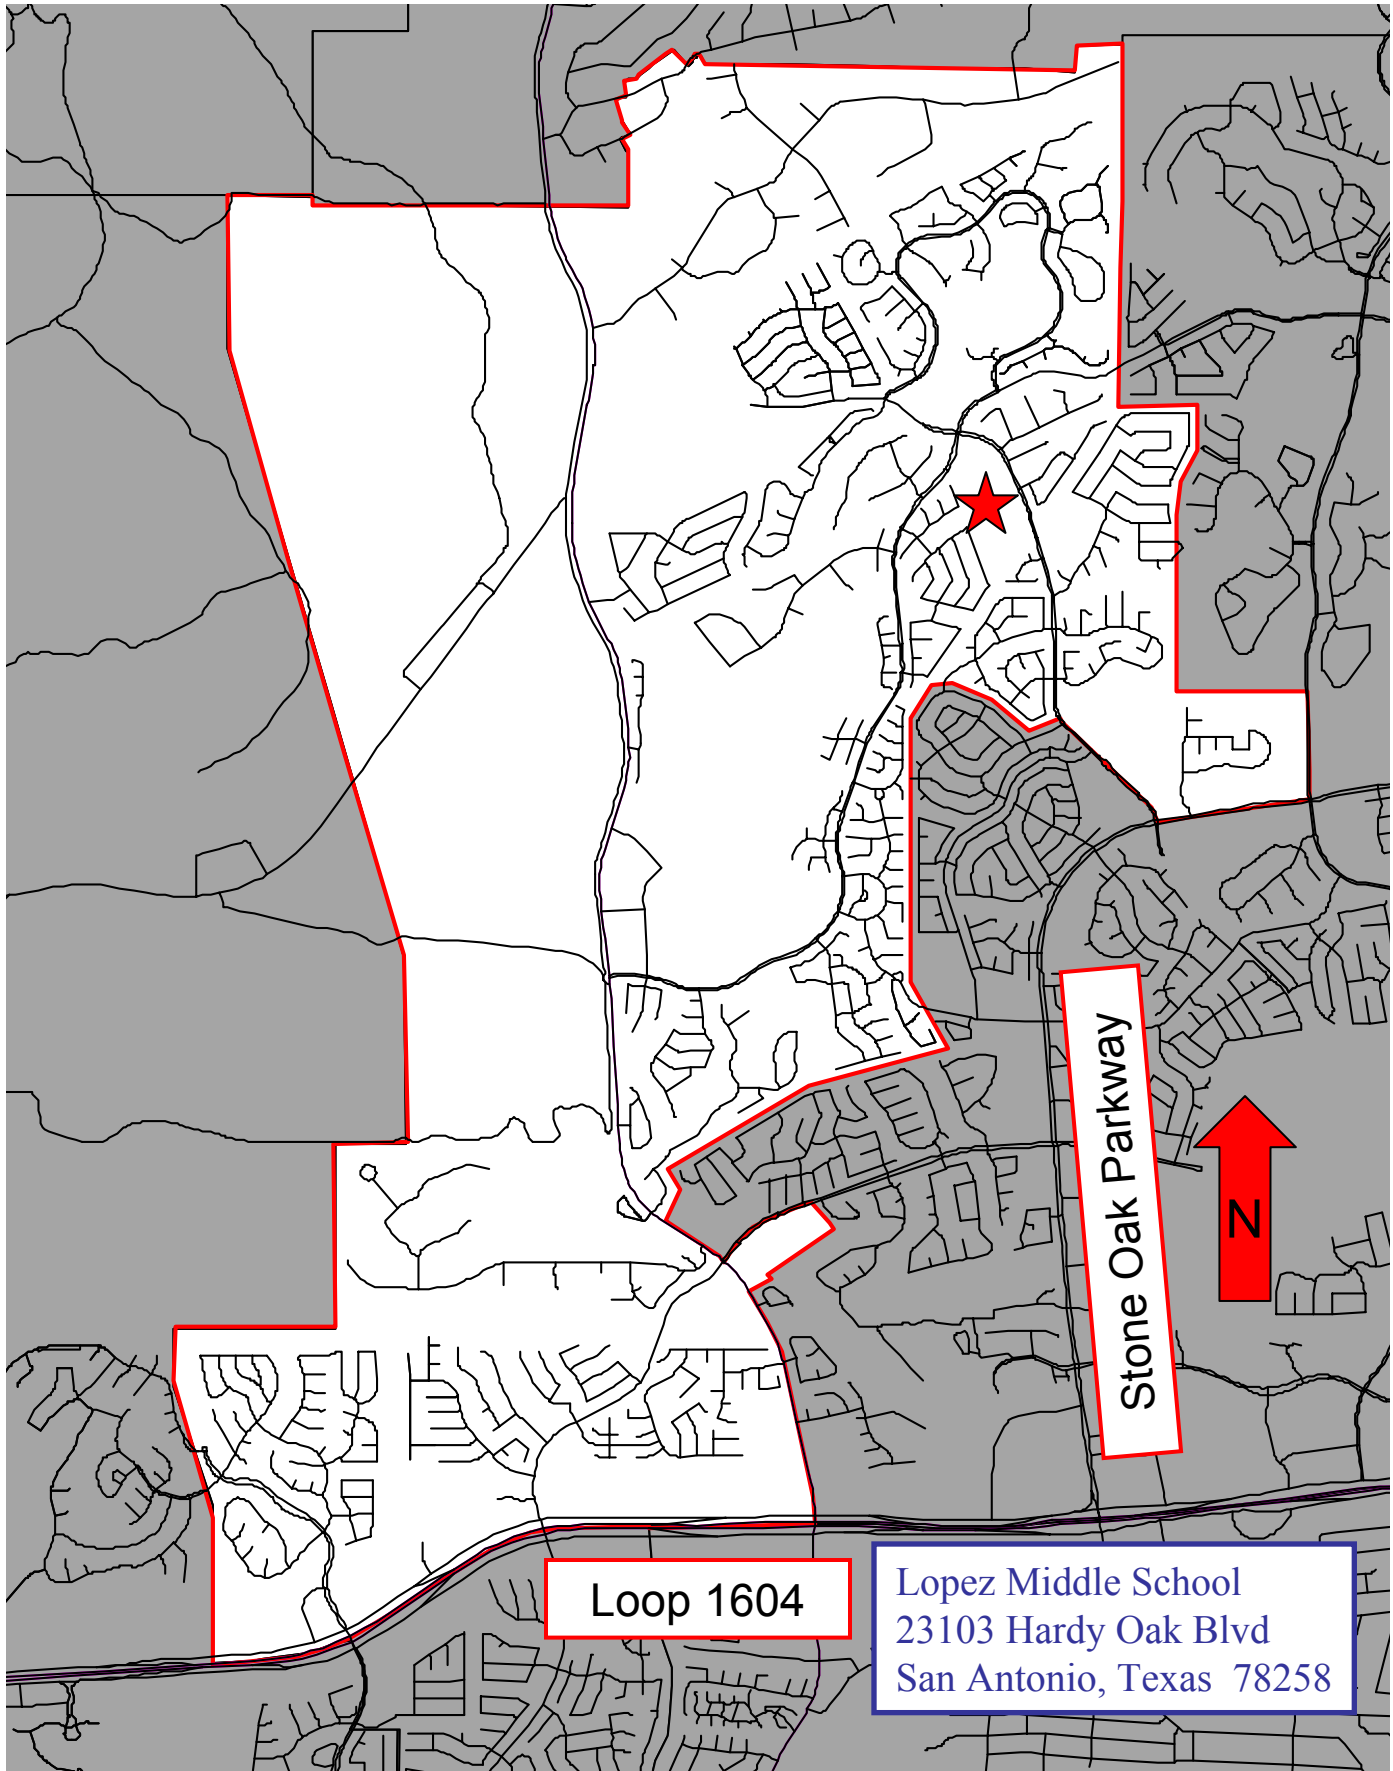 Stone Oak Parkway
N
Loop 1604
Lopez Middle School
23103 Hardy Oak Blvd
San Antonio, Texas  78258